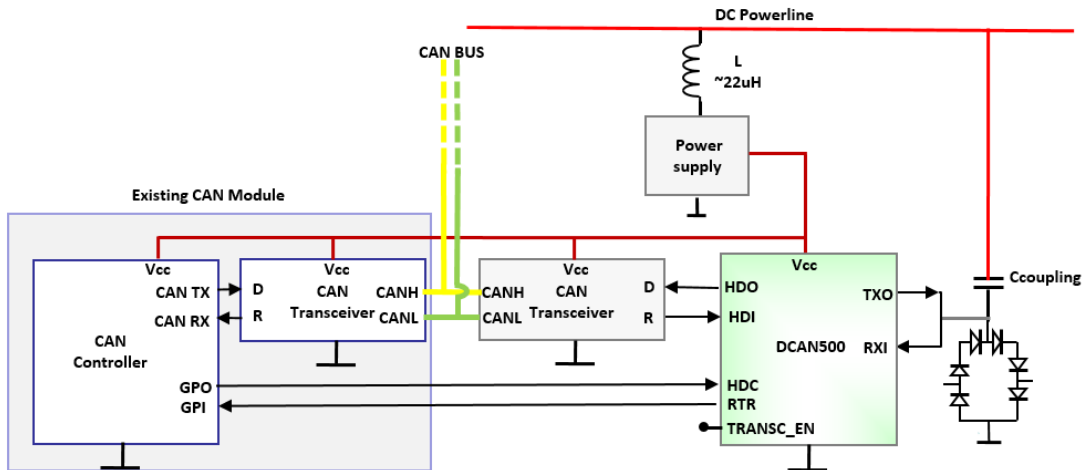 DC Powerline
CAN BUS
L
~22uH
Power
supply
Existing CAN Module
Vcc
CAN TX
CAN RX
CAN
Controller
GPO
GPI
D
R
Vcc
CAN
Transceiver
CANH
CANL
CANH
CANL
Vcc
CAN
Transceiver
D
R
Vcc
HDO
HDI
TXO
RXI
DCAN500
HDC
RTR
TRANSC_EN
Ccoupling